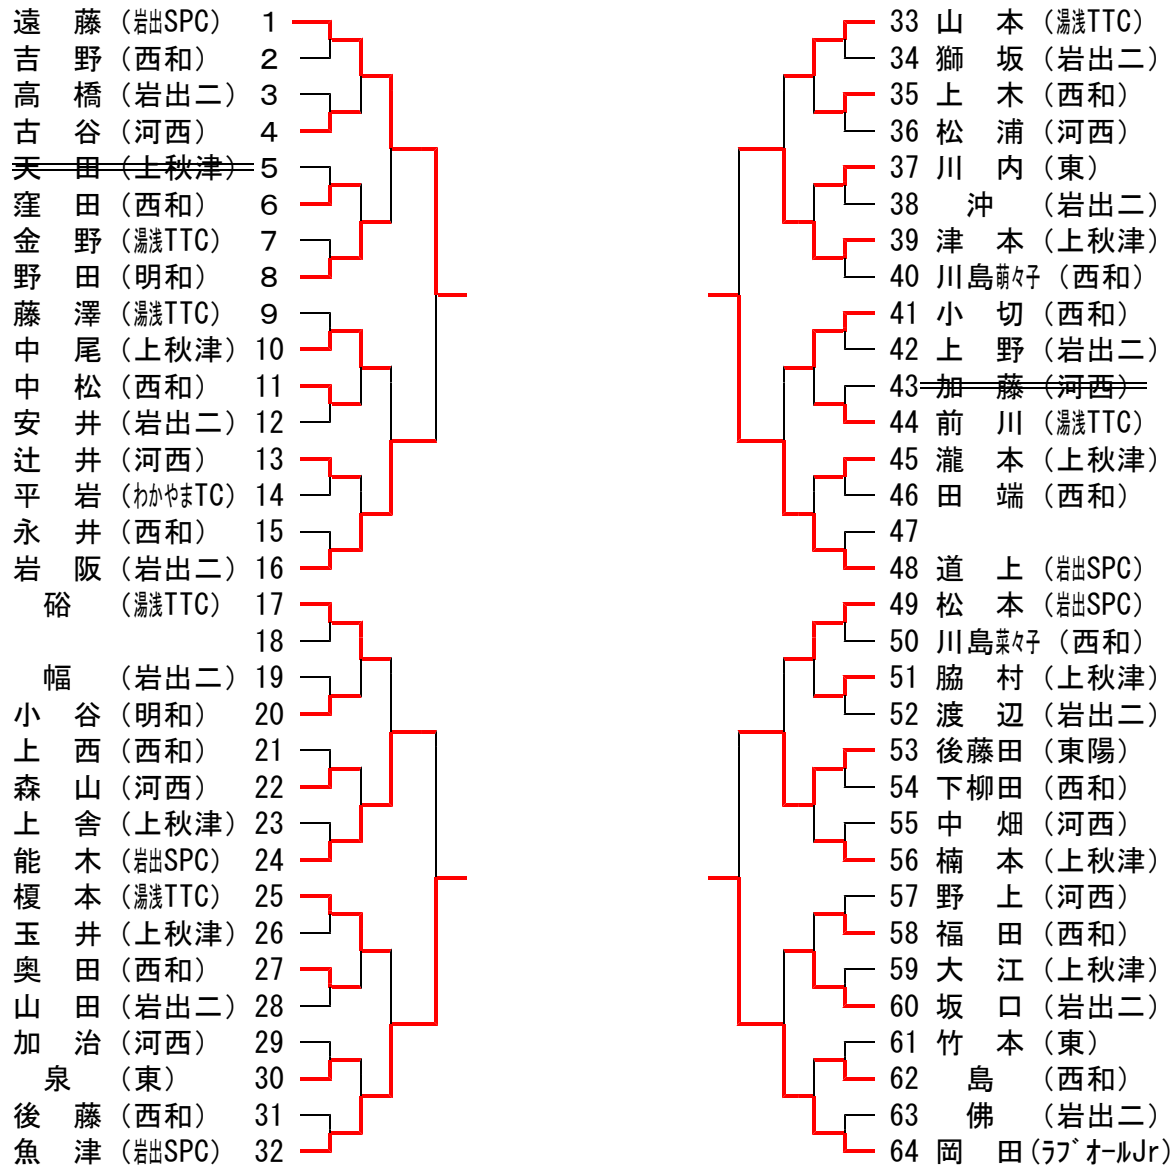 遠　藤（岩出SPC） 1
吉　野（西和） 2
高　橋（岩出二） 3
古　谷（河西） 4
天　田（上秋津） 5
窪　田（西和） 6
金　野（湯浅TTC） 7
野　田（明和） 8
藤　澤（湯浅TTC） 9
中　尾（上秋津） 10
中　松（西和） 11
安　井（岩出二） 12
辻　井（河西） 13
平　岩（わかやまTC） 14
永　井（西和） 15
岩　阪（岩出二） 16
硲　（湯浅TTC） 17
18
幅　（岩出二） 19
小　谷（明和） 20
上　西（西和） 21
森　山（河西） 22
上　舎（上秋津） 23
能　木（岩出SPC） 24
榎　本（湯浅TTC） 25
玉　井（上秋津） 26
奥　田（西和） 27
山　田（岩出二） 28
加　治（河西） 29
泉　（東） 30
後　藤（西和） 31
魚　津（岩出SPC） 32
33 山　本（湯浅TTC）
34 獅　坂（岩出二）
35 上　木（西和）
36 松　浦（河西）
37 川　内（東）
38 沖　（岩出二）
39 津　本（上秋津）
40 川島萌々子（西和）
41 小　切（西和）
42 上　野（岩出二）
43 加　藤（河西）
44 前　川（湯浅TTC）
45 瀧　本（上秋津）
46 田　端（西和）
47
48 道　上（岩出SPC）
49 松　本（岩出SPC）
50 川島菜々子（西和）
51 脇　村（上秋津）
52 渡　辺（岩出二）
53 後藤田（東陽）
54 下柳田（西和）
55 中　畑（河西）
56 楠　本（上秋津）
57 野　上（河西）
58 福　田（西和）
59 大　江（上秋津）
60 坂　口（岩出二）
61 竹　本（東）
62 島　（西和）
63 佛　（岩出二）
64 岡　田（ﾗﾌﾞｵｰﾙJr）